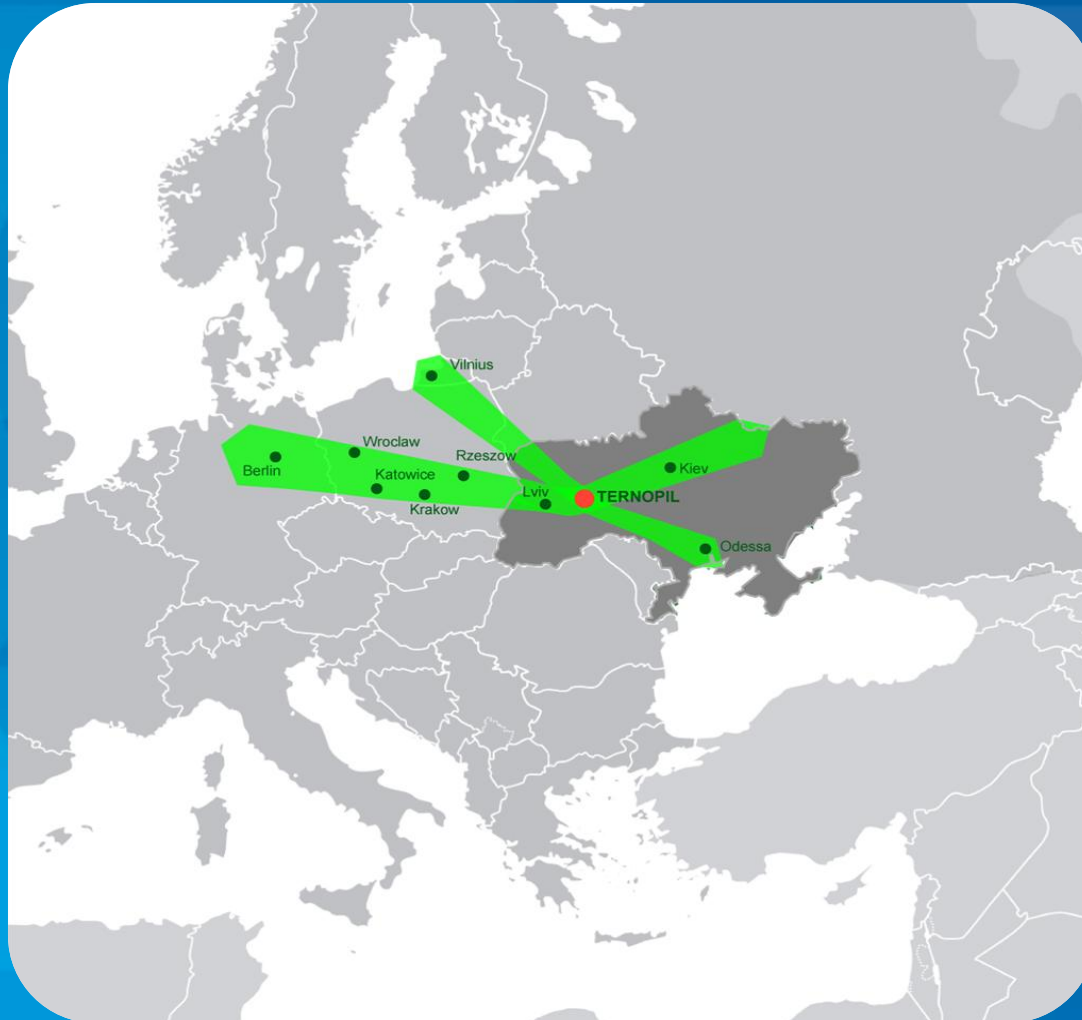 Vilnius
Wroclaw
Rzeszow
Berlin
Katowice
Kiev
Lviv
TERNOPIL
Krakow
Odessa